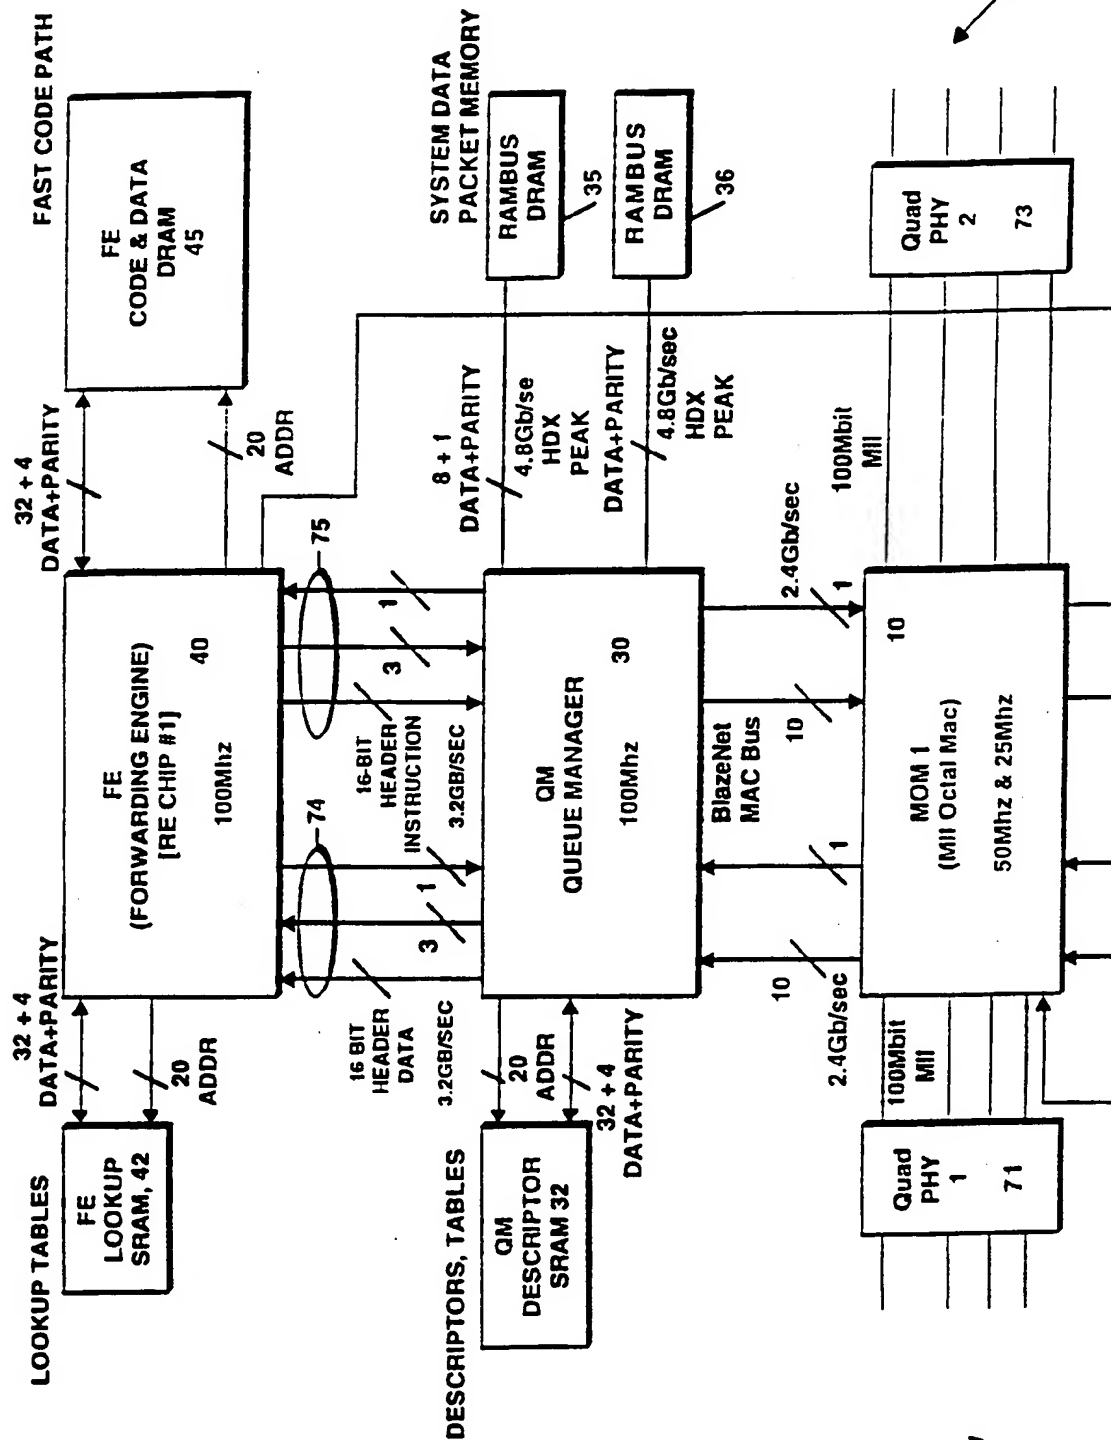 LOOKUP TABLES
FE
LOOKUP
SRAM, 42
32 + 4
DATA+PARITY
20
ADDR
FE
(FORWARDING ENGINE)
[RE CHIP #1]
40
100Mhz
32 + 4
DATA+PARITY
20
ADDR
FAST CODE PATH
FE
CODE & DATA
DRAM
45
16 BIT
HEADER
DATA
3.2GB/SEC
3
1
74
16-BIT
HEADER
INSTRUCTION
3.2GB/SEC
3
1
75
DESCRIPTORS, TABLES
QM
DESCRIPTOR
SRAM 32
20
ADDR
32 + 4
DATA+PARITY
QM
QUEUE MANAGER
30
100Mhz
8 + 1
DATA+PARITY
4.8Gb/se
HDX
PEAK
DATA+PARITY
4.8Gb/sec
HDX
PEAK
SYSTEM DATA
PACKET MEMORY
RAMBUS
DRAM
35
RAMBUS
DRAM
36
10
2.4Gb/sec
1
BlazeNet
MAC Bus
10
2.4Gb/sec
1
Quad
PHY
1
71
100Mbit
MII
MOM 1
(MII Octal Mac)
10
50Mhz & 25Mhz
100Mbit
MII
Quad
PHY
2
73